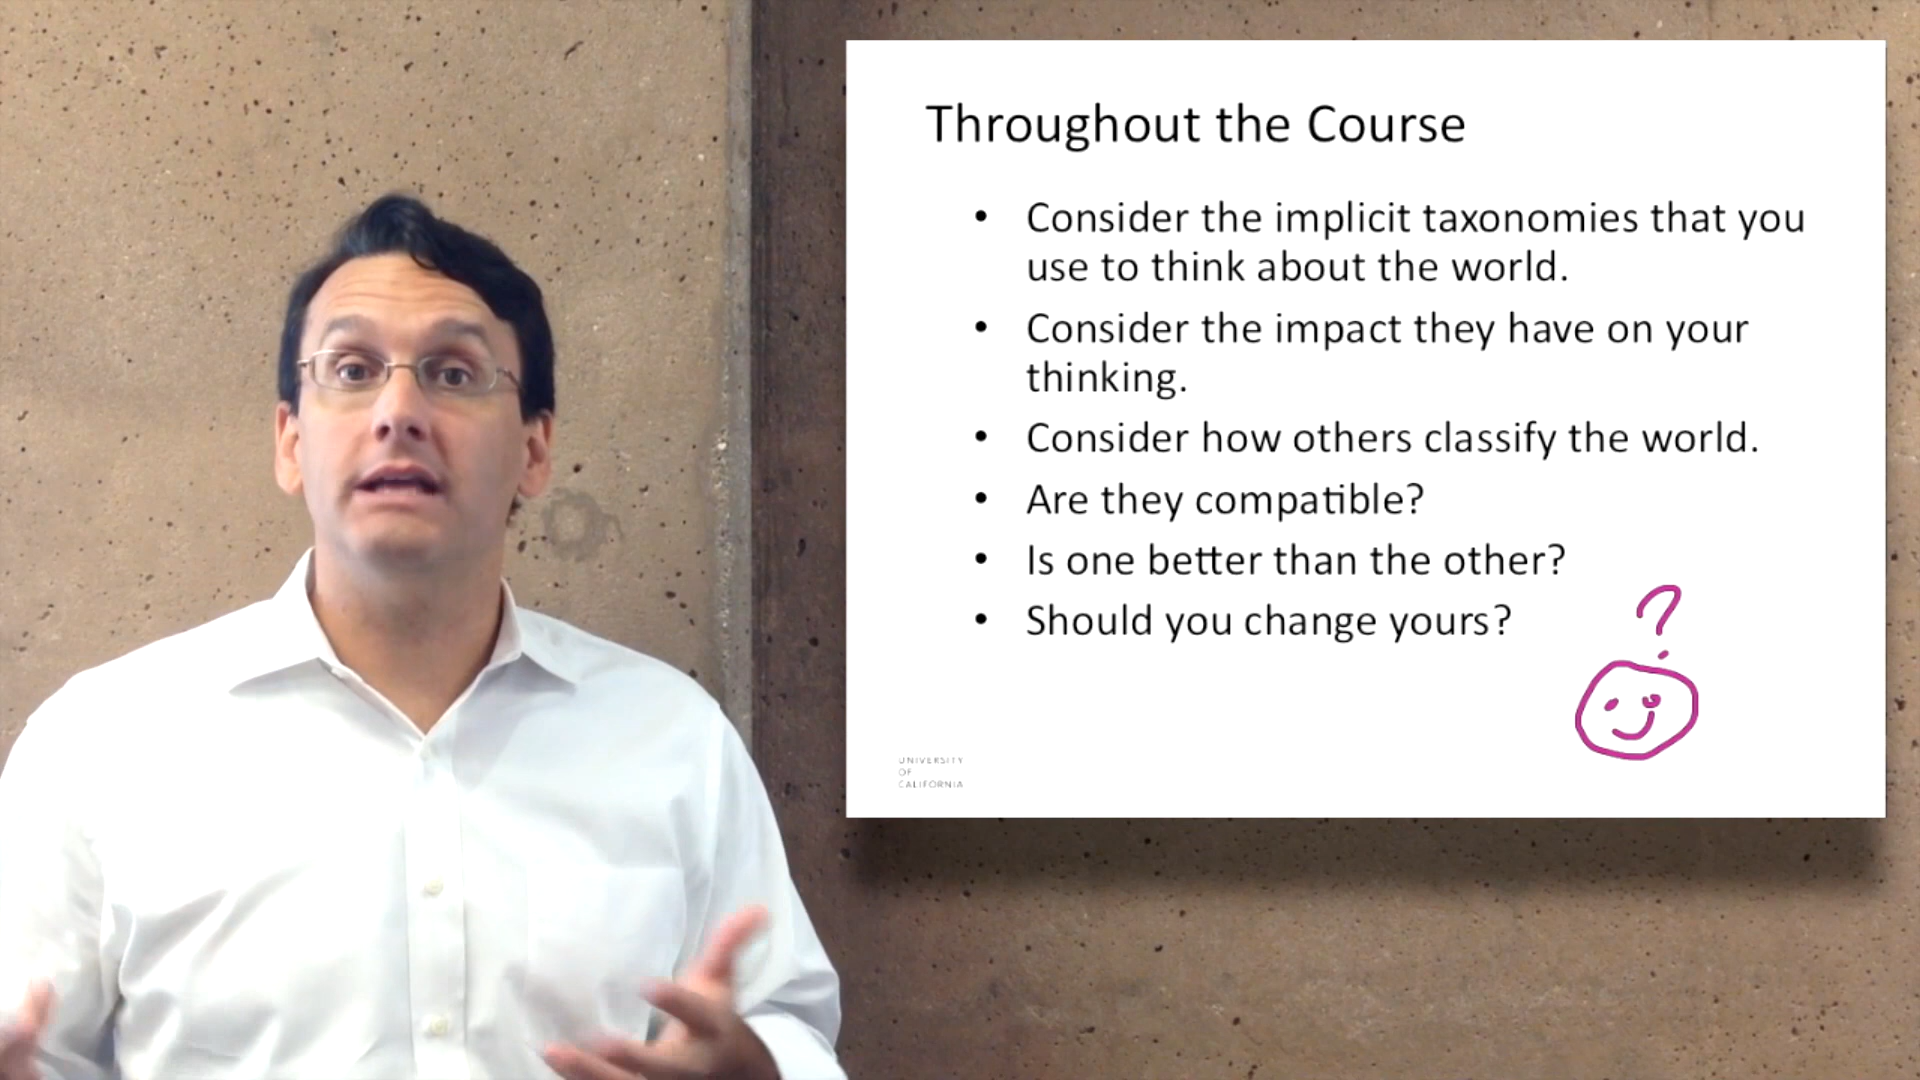 Throughout the Course
• Consider the implicit taxonomies that you
use to think about the world.
• Consider the impact they have on your
thinking.
• Consider how others classify the world.
• Are they compatible?
• Is one better than the other?
• Should you change yours?
?
UNIVERSITY
OF
CALIFORNIA